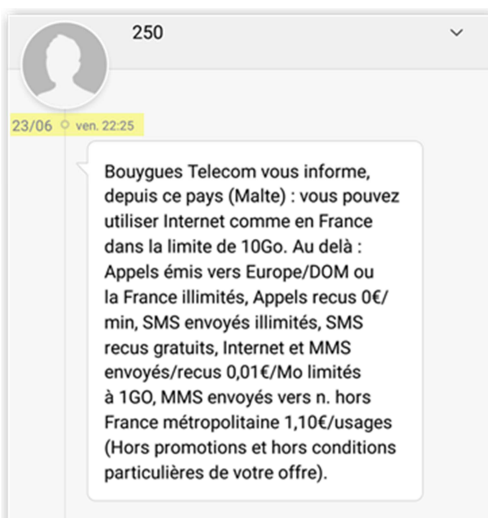 250
23/06 ven. 22:25
Bouygues Telecom vous informe,
depuis ce pays (Malte) : vous pouvez
utiliser Internet comme en France
dans la limite de 10Go. Au delà :
Appels émis vers Europe/DOM ou
la France illimités, Appels recus 0€/
min, SMS envoyés illimités, SMS
recus gratuits, Internet et MMS
envoyés/recus 0,01€/Mo limités
à 1GO, MMS envoyés vers n. hors
France métropolitaine 1,10€/usages
(Hors promotions et hors conditions
particulières de votre offre).